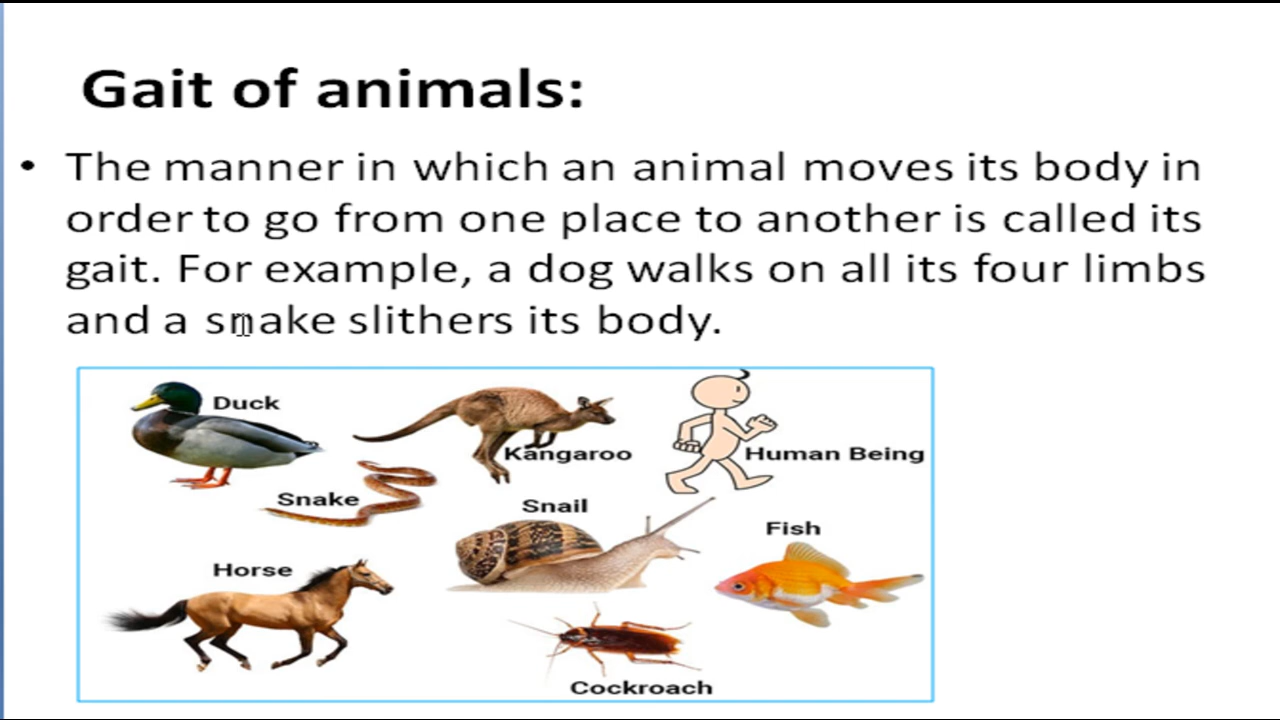 Gait of animals:
• The manner in which an animal moves its body in
order to go from one place to another is called its
gait. For example, a dog walks on all its four limbs
and a snake slithers its body.
Duck
Kangaroo
Human Being
Snake
Snail
Fish
Horse
Cockroach